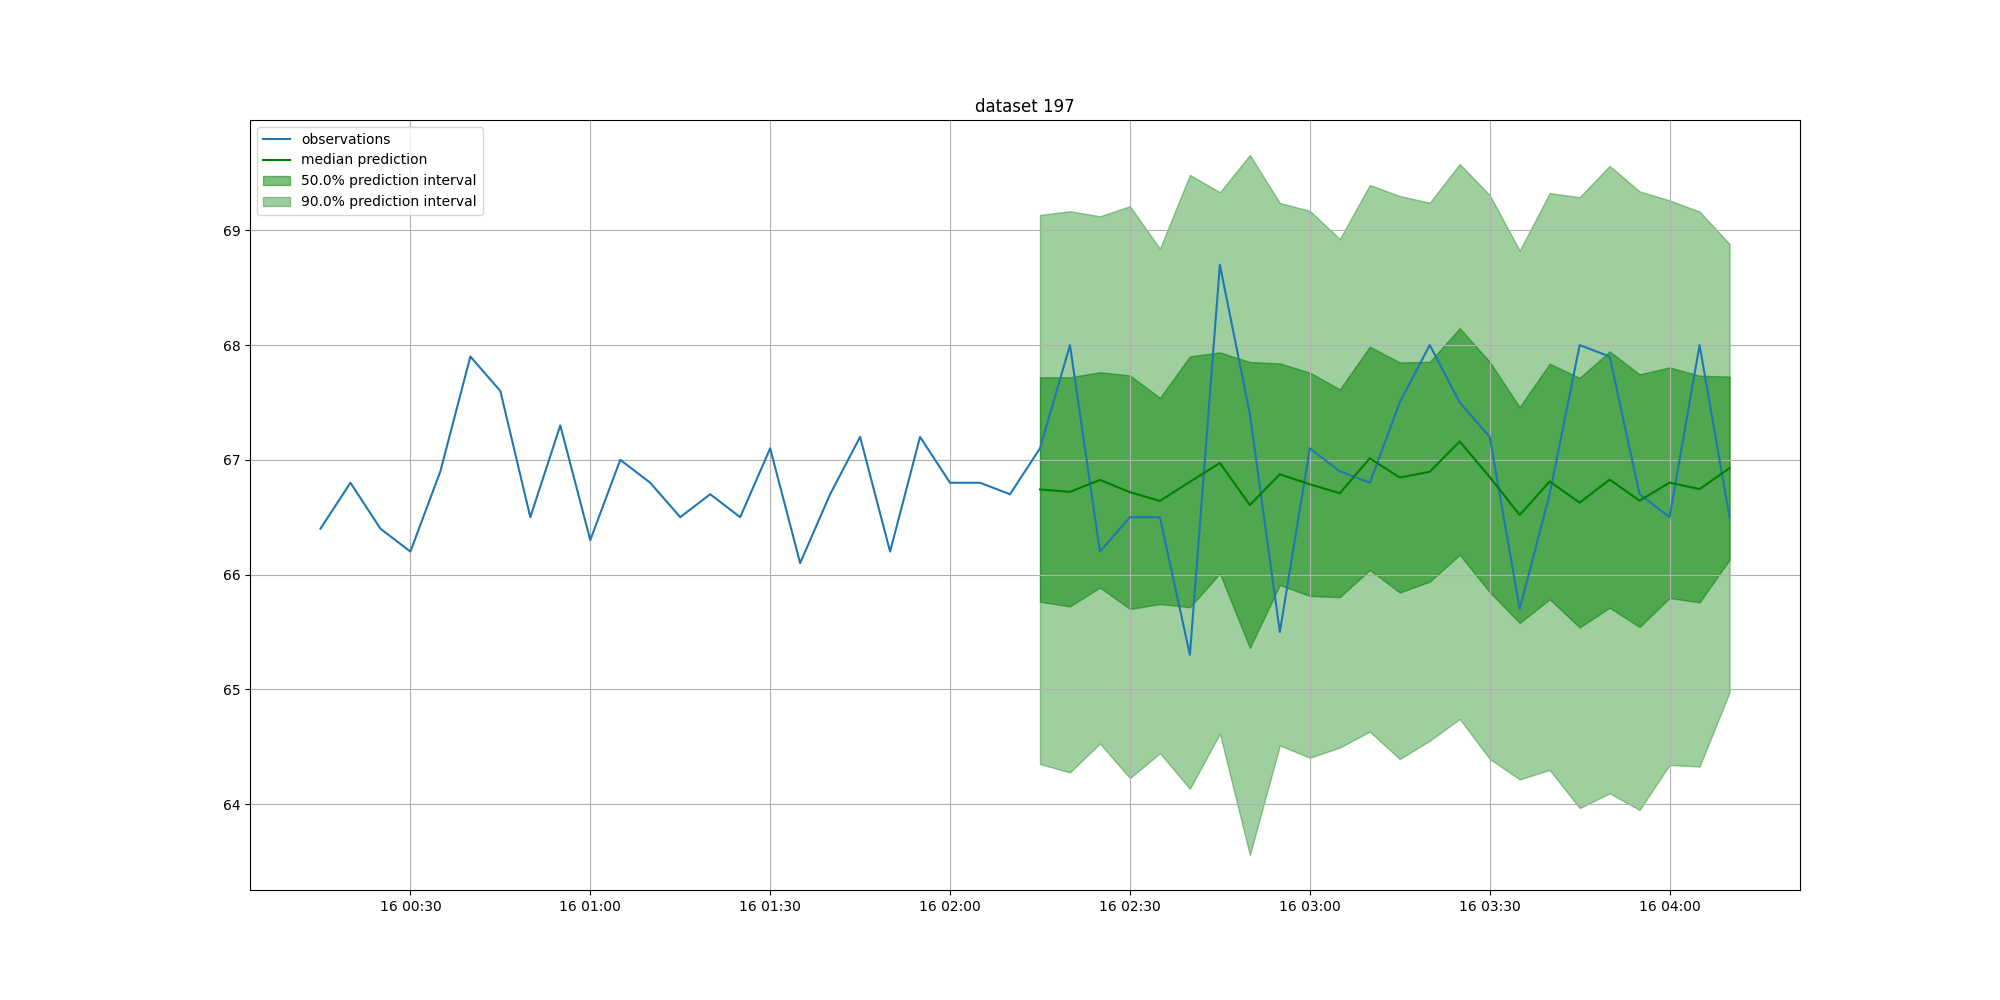 dataset 197
observations
median prediction
50.0% prediction interval
90.0% prediction interval
69
68
67
66
65
64
16 00:30 16 01:00 16 01:30 16 02:00 16 02:30 16 03:00 16 03:30 16 04:00